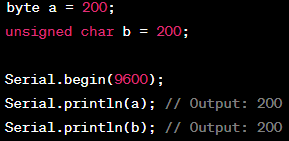 byte a = 200;
unsigned char b = 200;
Serial.begin(9600);
Serial.println(a); // Output: 200
Serial.println(b); // Output: 200